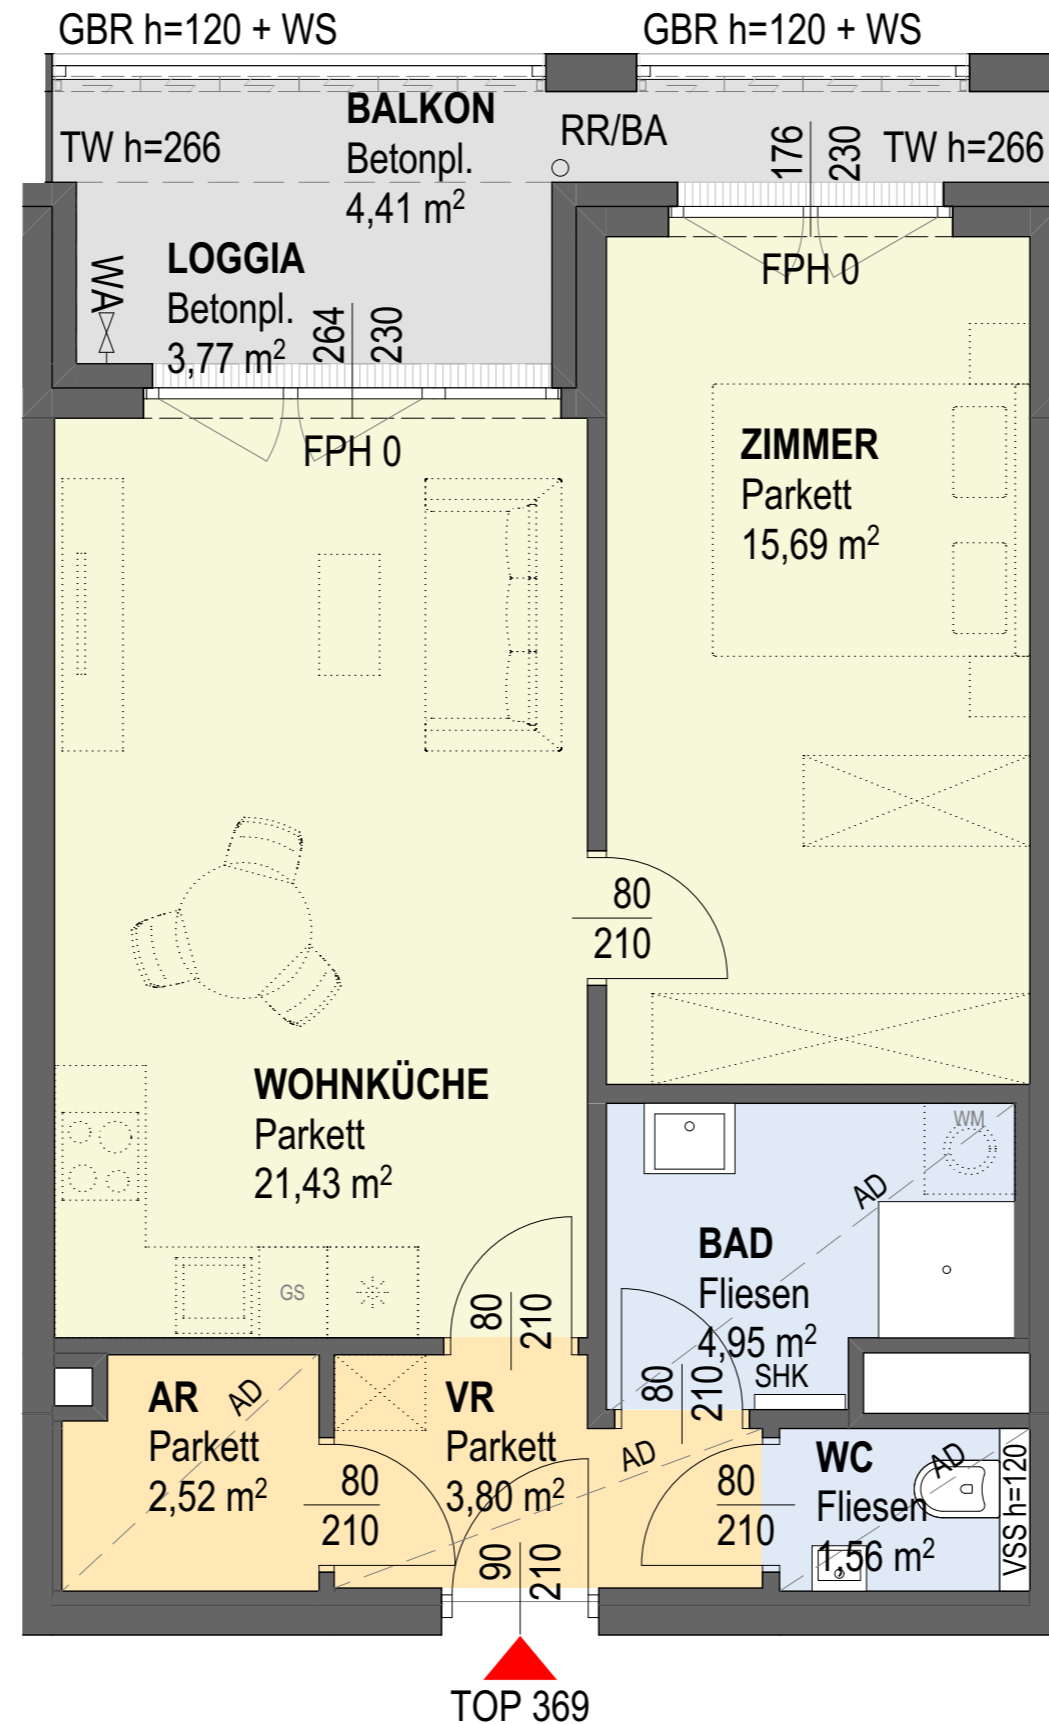 GBR h=120 + WS
GBR h=120 + WS
BALKON
Betonpl.
4,41 m²
TW h=266
RR/BA
176
230
TW h=266
LOGGIA
Betonpl.
3,77 m²
WA
264
230
FPH 0
FPH 0
ZIMMER
Parkett
15,69 m²
80
210
WOHNKÜCHE
Parkett
21,43 m²
GS
80
210
WM
AD
BAD
Fliesen
4,95 m²
SHK
80
210
AR
Parkett
2,52 m²
AD
80
210
VR
Parkett
3,80 m²
AD
90
210
80
210
WC
Fliesen
1,56 m²
AD
VSS h=120
TOP 369